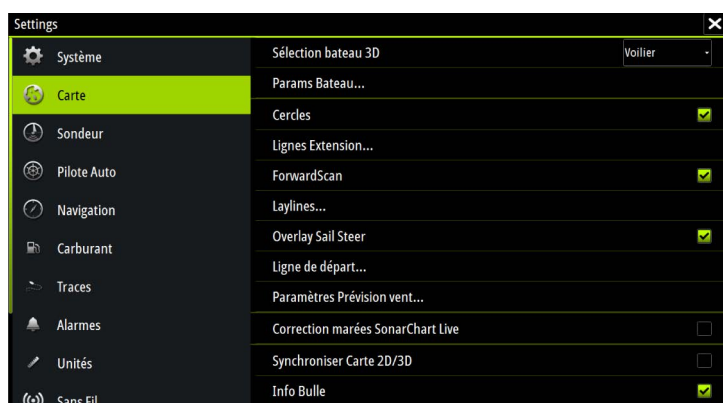 Settings
Système
Carte
Sondeur
Pilote Auto
Navigation
Carburant
Traces
Alarmes
Unités
Sans Fil
Sélection bateau 3D
Voilier
Params Bateau...
Cercles
Lignes Extension...
ForwardScan
Laylines...
Overlay Sail Steer
Ligne de départ...
Paramètres Prévision vent...
Correction marées SonarChart Live
Synchroniser Carte 2D/3D
Info Bulle